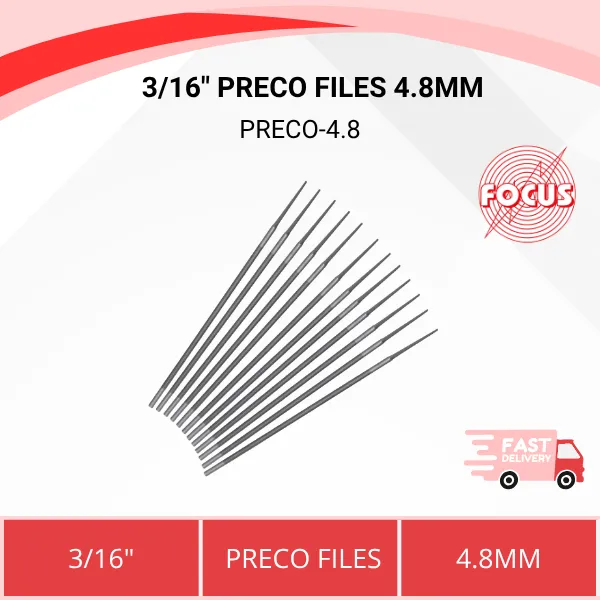 3/16" PRECO FILES 4.8MM
PRECO-4.8
FOCUS
FAST
DELIVERY
3/16"
PRECO FILES
4.8MM